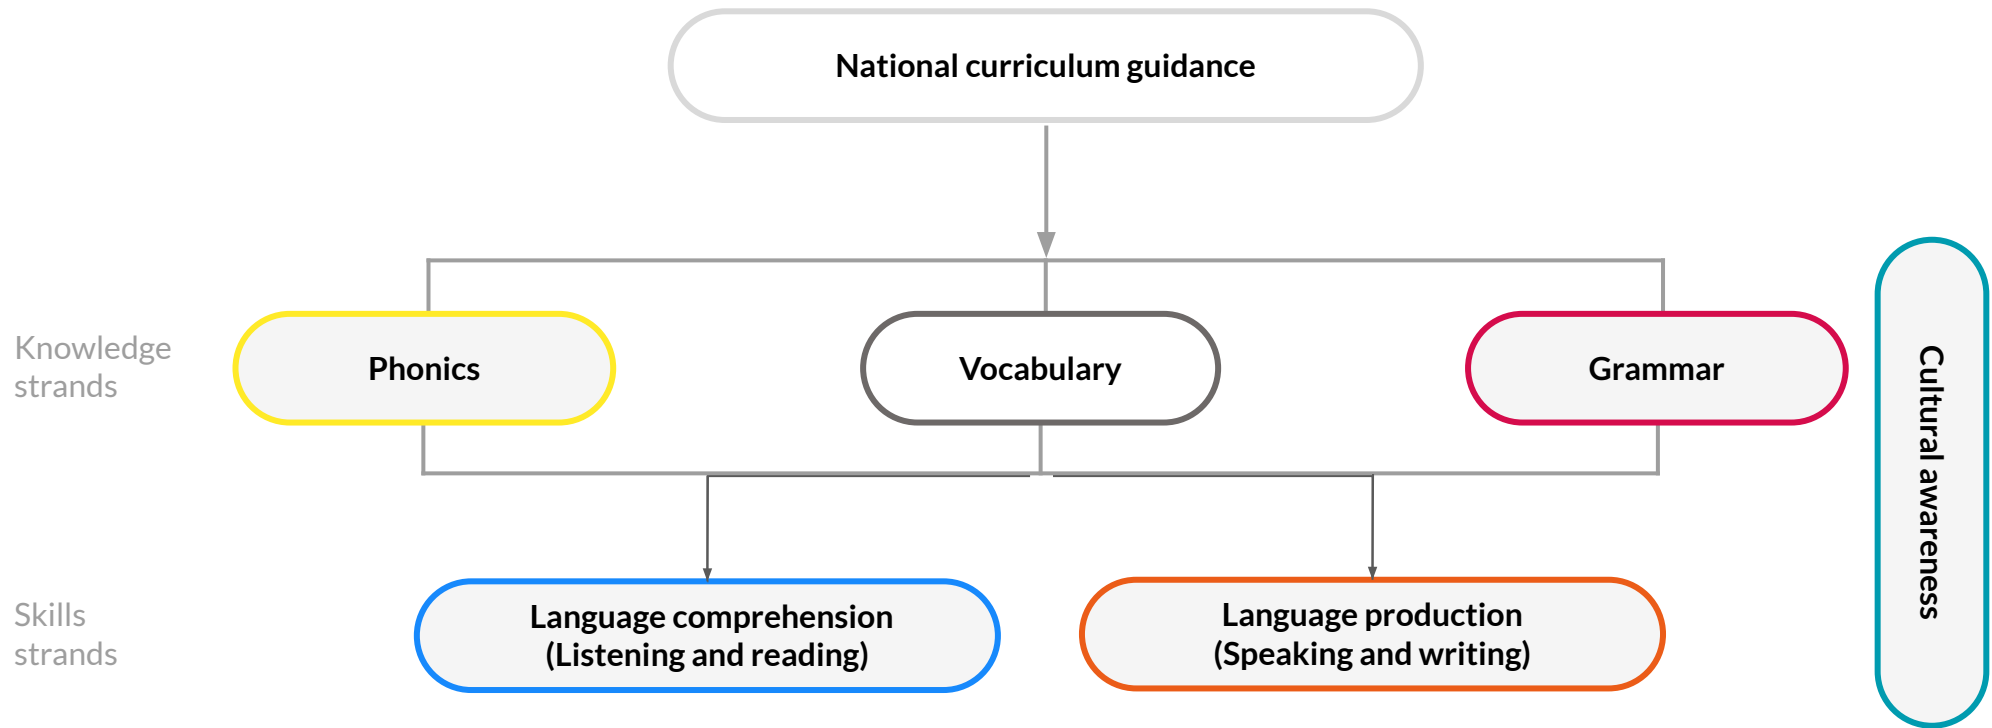 National curriculum guidance
Knowledge
strands
Phonics
Vocabulary
Grammar
Cultural awareness
Skills
strands
Language comprehension
(Listening and reading)
Language production
(Speaking and writing)